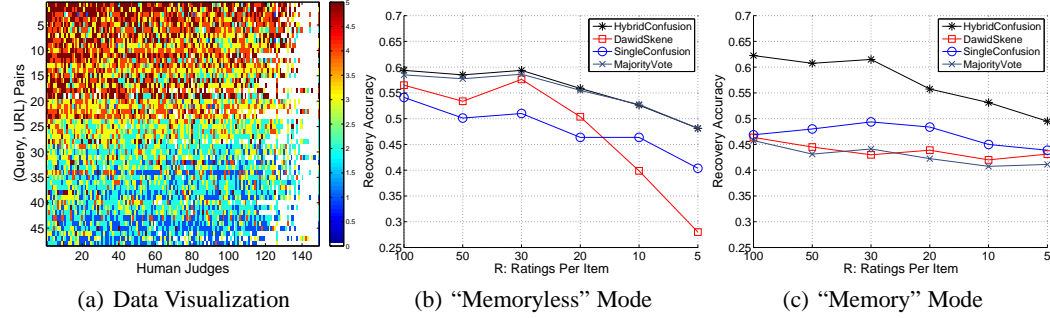 (Query, URL) Pairs
5
10
15
20
25
30
35
40
45
20 40 60 80 100 120 140
Human Judges
5
4.5
4
3.5
3
2.5
2
1.5
1
0.5
0
(a) Data Visualization
Recovery Accuracy
0.7
0.65
0.6
0.55
0.5
0.45
0.4
0.35
0.3
0.25
100 50 30 20 10 5
R: Ratings Per Item
HybridConfusion
DawidSkene
SingleConfusion
MajorityVote
(b) “Memoryless” Mode
Recovery Accuracy
0.7
0.65
0.6
0.55
0.5
0.45
0.4
0.35
0.3
0.25
100 50 30 20 10 5
R: Ratings Per Item
HybridConfusion
DawidSkene
SingleConfusion
MajorityVote
(c) “Memory” Mode